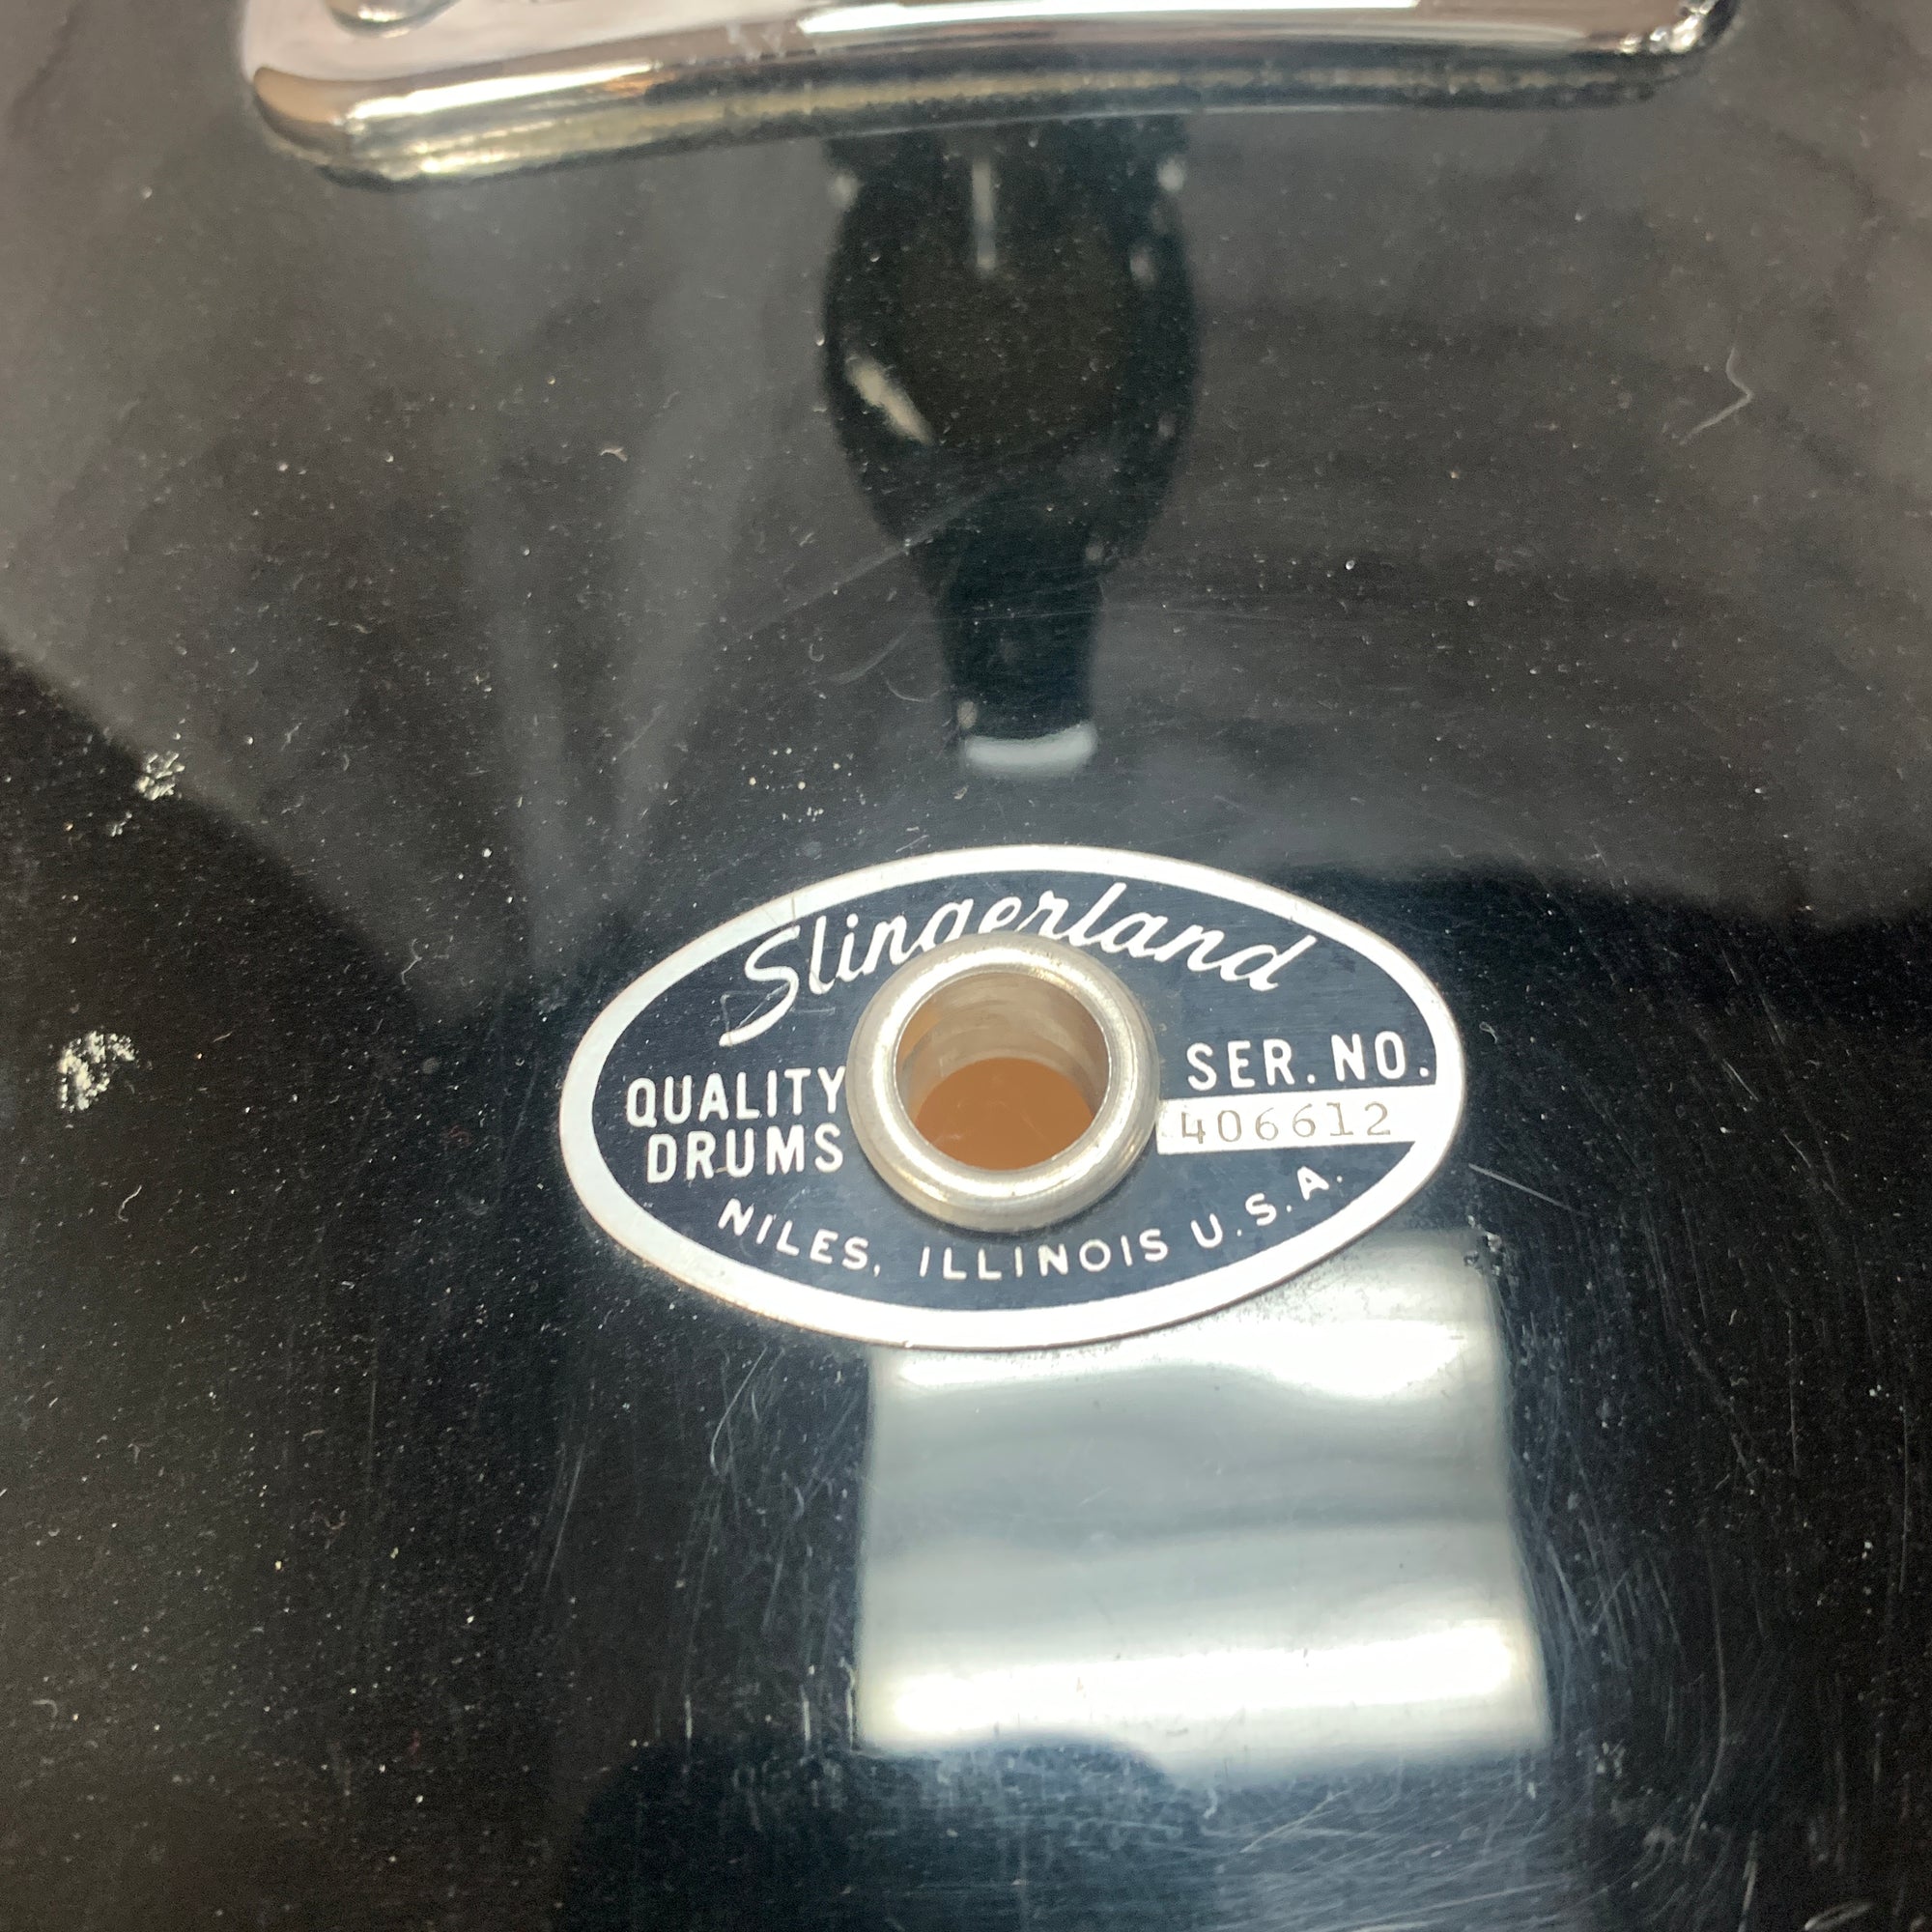 Slingerland
QUALITY
DRUMS
SER. NO.
406612
NILES, ILLINOIS U.S.A.